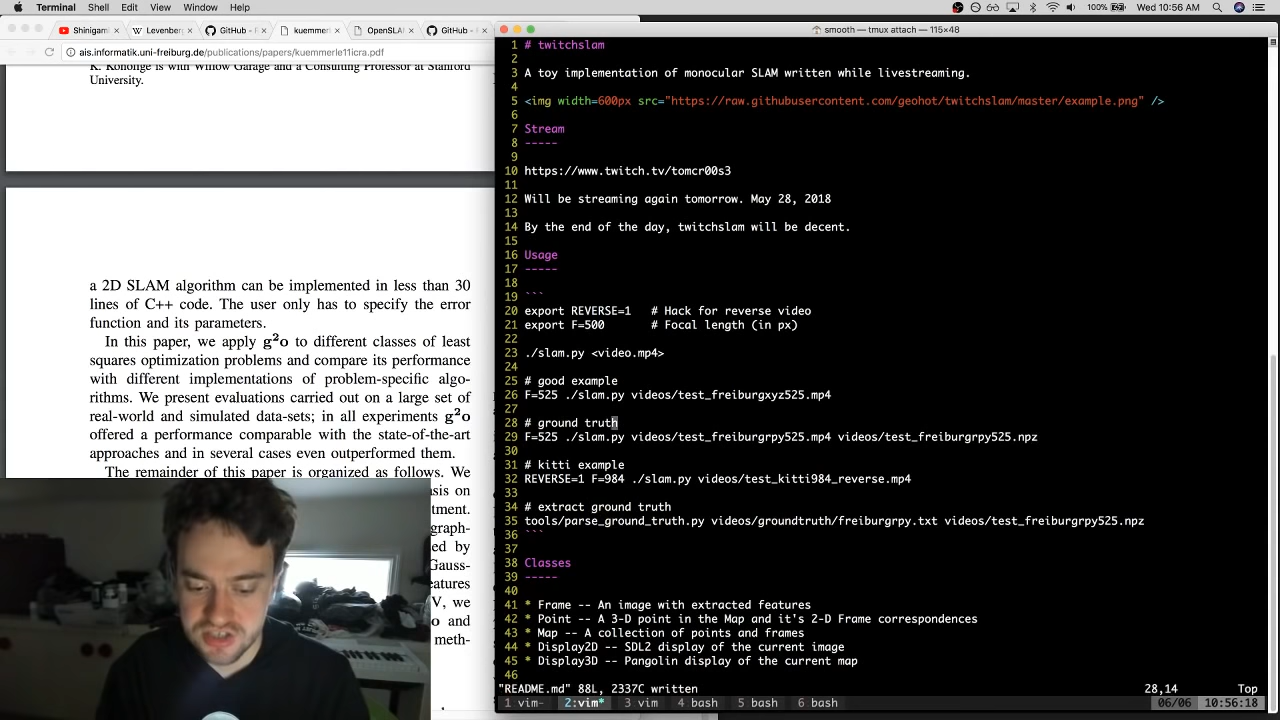 Terminal Shell Edit View Window Help
100% Wed 10:56 AM
Shinigami
Levenberg
GitHub - R
kuemmerle
OpenSLAM
GitHub - R
ais.informatik.uni-freiburg.de/publications/papers/kuemmerle11icra.pdf
K. Konolige is with Willow Garage and a Consulting Professor at Stanford
University.
a 2D SLAM algorithm can be implemented in less than 30
lines of C++ code. The user only has to specify the error
function and its parameters.
In this paper, we apply g²o to different classes of least
squares optimization problems and compare its performance
with different implementations of problem-specific algo-
rithms. We present evaluations carried out on a large set of
real-world and simulated data-sets; in all experiments g²o
offered a performance comparable with the state-of-the-art
approaches and in several cases even outperformed them.
The remainder of this paper is organized as follows. We
sis on
tment.
graph-
ed by
Gauss-
eatures
V, we
o and
meth-
smooth — tmux attach — 115×48
1 # twitchslam
2
3 A toy implementation of monocular SLAM written while livestreaming.
4
5 <img width=600px src="https://raw.githubusercontent.com/geohot/twitchslam/master/example.png" />
6
7 Stream
8 -----
9
10 https://www.twitch.tv/tomcr00s3
11
12 Will be streaming again tomorrow. May 28, 2018
13
14 By the end of the day, twitchslam will be decent.
15
16 Usage
17 -----
18
19 ```
20 export REVERSE=1   # Hack for reverse video
21 export F=500       # Focal length (in px)
22
23 ./slam.py <video.mp4>
24
25 # good example
26 F=525 ./slam.py videos/test_freiburgxyz525.mp4
27
28 # ground truth
29 F=525 ./slam.py videos/test_freiburgrpy525.mp4 videos/test_freiburgrpy525.npz
30
31 # kitti example
32 REVERSE=1 F=984 ./slam.py videos/test_kitti984_reverse.mp4
33
34 # extract ground truth
35 tools/parse_ground_truth.py videos/groundtruth/freiburgrpy.txt videos/test_freiburgrpy525.npz
36 ```
37
38 Classes
39 -----
40
41 * Frame -- An image with extracted features
42 * Point -- A 3-D point in the Map and it's 2-D Frame correspondences
43 * Map -- A collection of points and frames
44 * Display2D -- SDL2 display of the current image
45 * Display3D -- Pangolin display of the current map
46
"README.md" 88L, 2337C written 28,14 Top
1 vim- 2:vim* 3 vim 4 bash 5 bash 6 bash 06/06 10:56:18